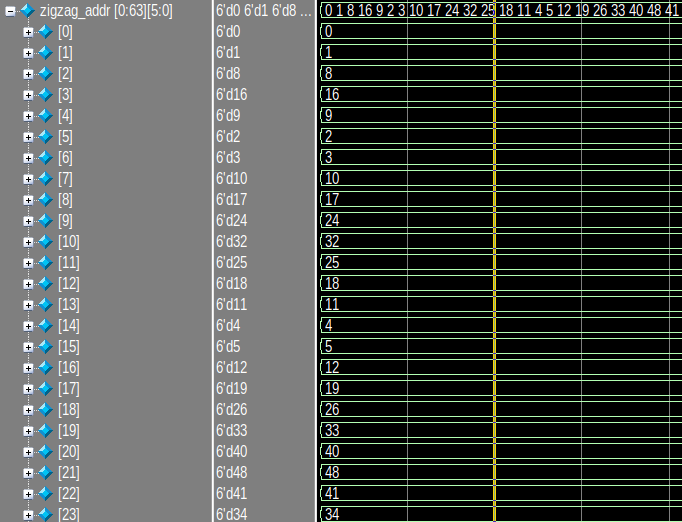 zigzag_addr [0:63][5:0] 6'd0 6'd1 6'd8 ... 0 1 8 16 9 2 3 10 17 24 32 25 18 11 4 5 12 19 26 33 40 48 41
[0] 6'd0 0
[1] 6'd1 1
[2] 6'd8 8
[3] 6'd16 16
[4] 6'd9 9
[5] 6'd2 2
[6] 6'd3 3
[7] 6'd10 10
[8] 6'd17 17
[9] 6'd24 24
[10] 6'd32 32
[11] 6'd25 25
[12] 6'd18 18
[13] 6'd11 11
[14] 6'd4 4
[15] 6'd5 5
[16] 6'd12 12
[17] 6'd19 19
[18] 6'd26 26
[19] 6'd33 33
[20] 6'd40 40
[21] 6'd48 48
[22] 6'd41 41
[23] 6'd34 34